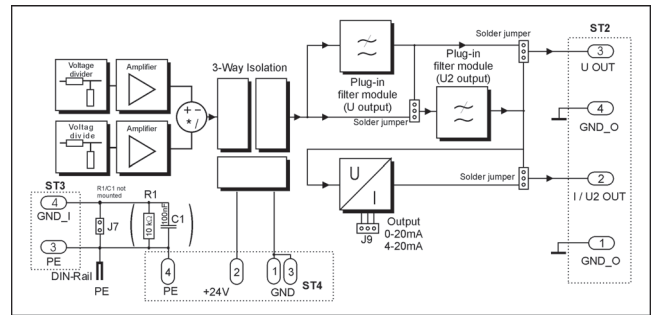 ST2
Solder jumper
3
U OUT
Voltage
divider
Amplifier
3-Way Isolation
Plug-in
filter module
(U output)
Plug-in
filter module
(U2 output)
+ -
* /
Solder jumper
4
GND_O
Voltag
divide
Amplifier
ST3
R1/C1 not
mounted
R1
U
I
Solder jumper
2
I / U2 OUT
4
GND_I
J7
10 kΩ
100nF
C1
Output
0-20mA
4-20mA
J9
3
PE
1
GND_O
DIN-Rail
PE
4
PE
2
+24V
1
3
GND
ST4